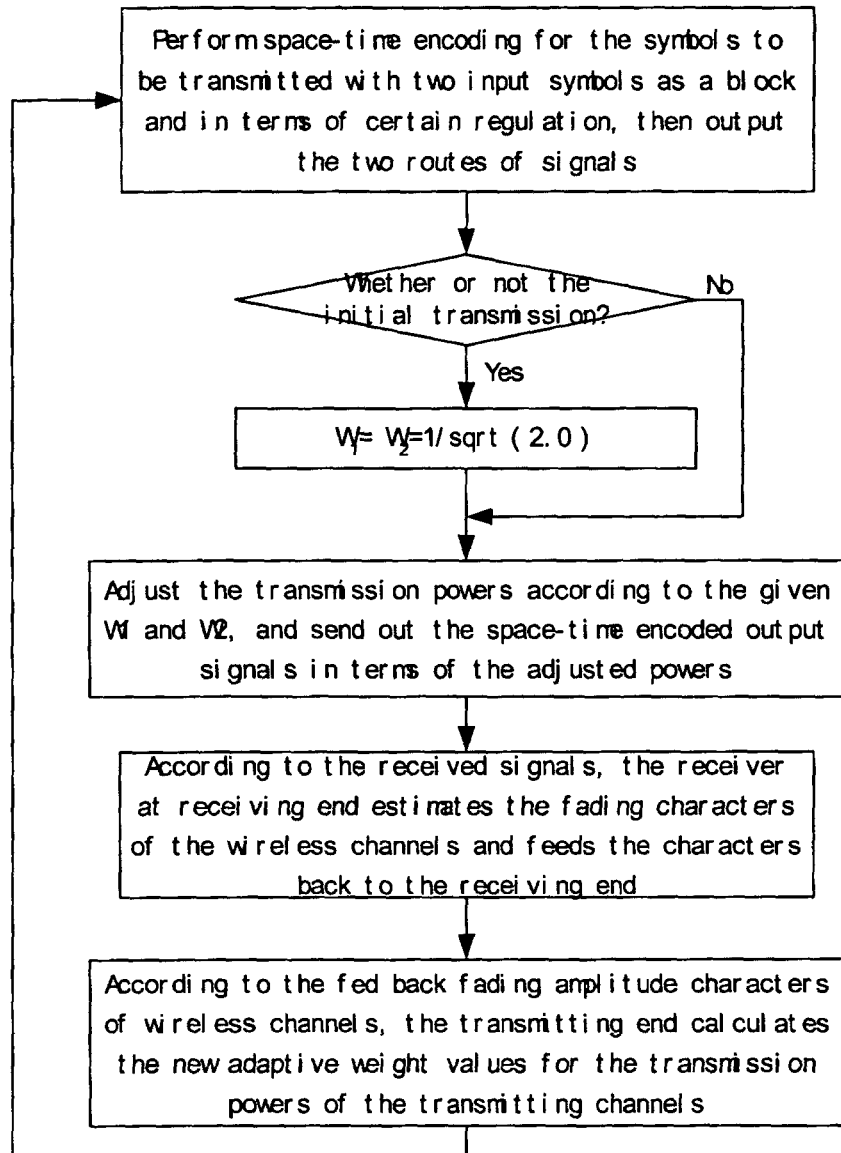 Perform space-time encoding for the symbols to
be transmitted with two input symbols as a block
and in terms of certain regulation, then output
the two routes of signals
Whether or not the
initial transmission?
No
Yes
W1= W2=1/sqrt (2.0)
Adjust the transmission powers according to the given
W1 and W2, and send out the space-time encoded output
signals in terms of the adjusted powers
According to the received signals, the receiver
at receiving end estimates the fading characters
of the wireless channels and feeds the characters
back to the receiving end
According to the fed back fading amplitude characters
of wireless channels, the transmitting end calculates
the new adaptive weight values for the transmission
powers of the transmitting channels